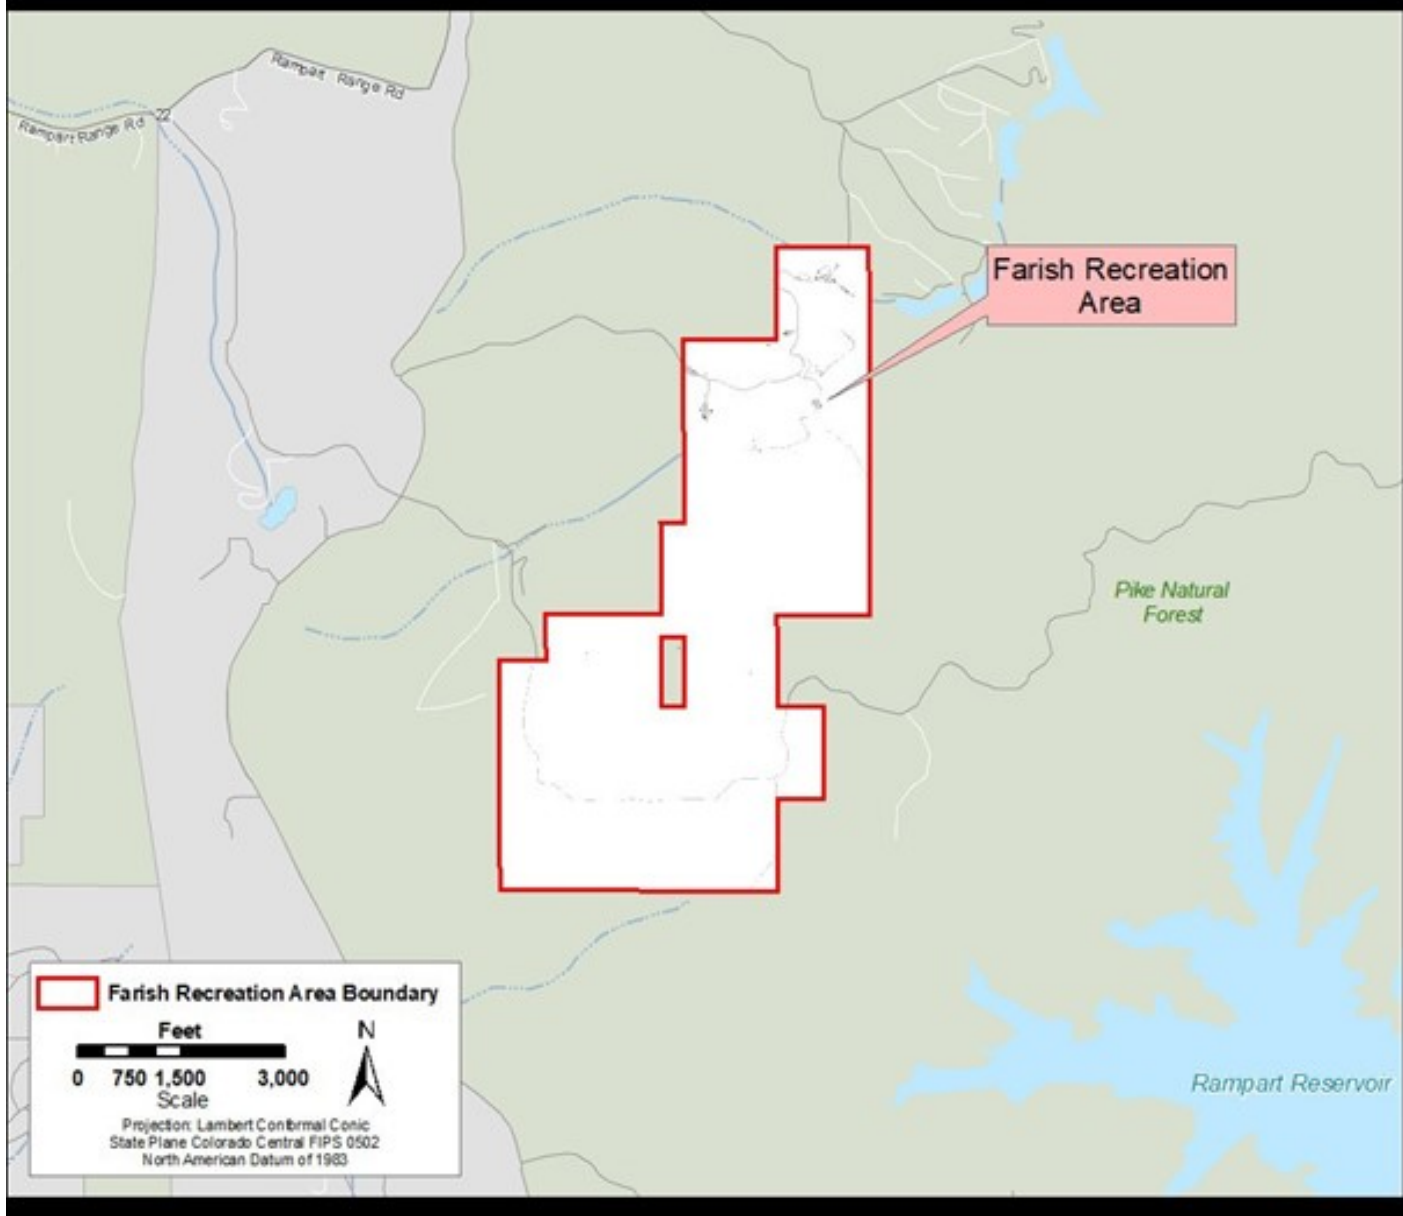 Rampart Range Rd
22
Rampart Range Rd
Farish Recreation
Area
Pike Natural
Forest
Rampart Reservoir
Farish Recreation Area Boundary
Feet
N
0 750 1,500 3,000
Scale
Projection: Lambert Conformal Conic
State Plane Colorado Central FIPS 0502
North American Datum of 1983